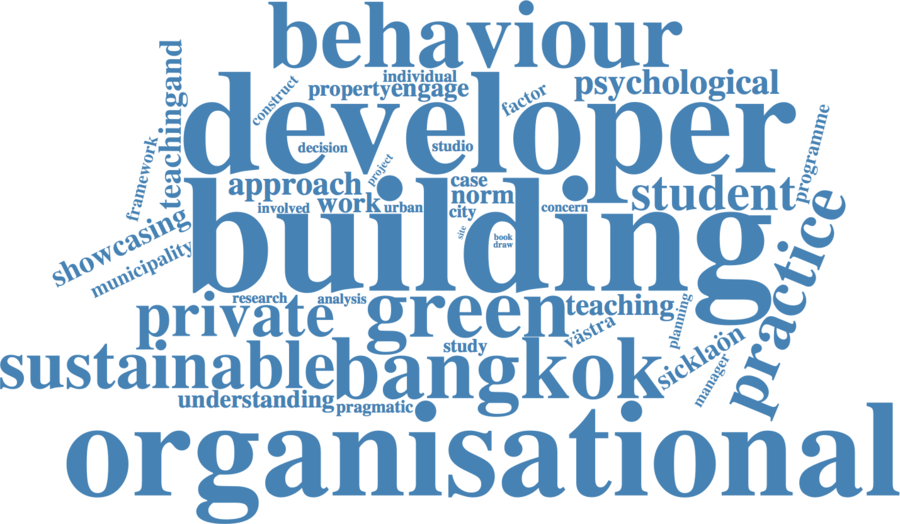 behaviour
individual
propertyengage
psychological
construct
factor
teachingand
developer
programme
decision
studio
framework
project
approach
case
student
involved
work
urban
norm
concern
city
practice
showcasing
building
site
book
draw
municipality
research
analysis
private
green
teaching
planning
västra
study
sicklaön
sustainable
bangkok
manager
understanding
pragmatic
organisational